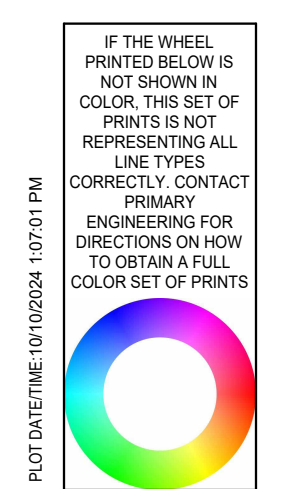 IF THE WHEEL
PRINTED BELOW IS
NOT SHOWN IN
COLOR, THIS SET OF
PRINTS IS NOT
REPRESENTING ALL
LINE TYPES
CORRECTLY. CONTACT
PRIMARY
ENGINEERING FOR
DIRECTIONS ON HOW
TO OBTAIN A FULL
COLOR SET OF PRINTS
PLOT DATE/TIME:10/10/2024 1:07:01 PM